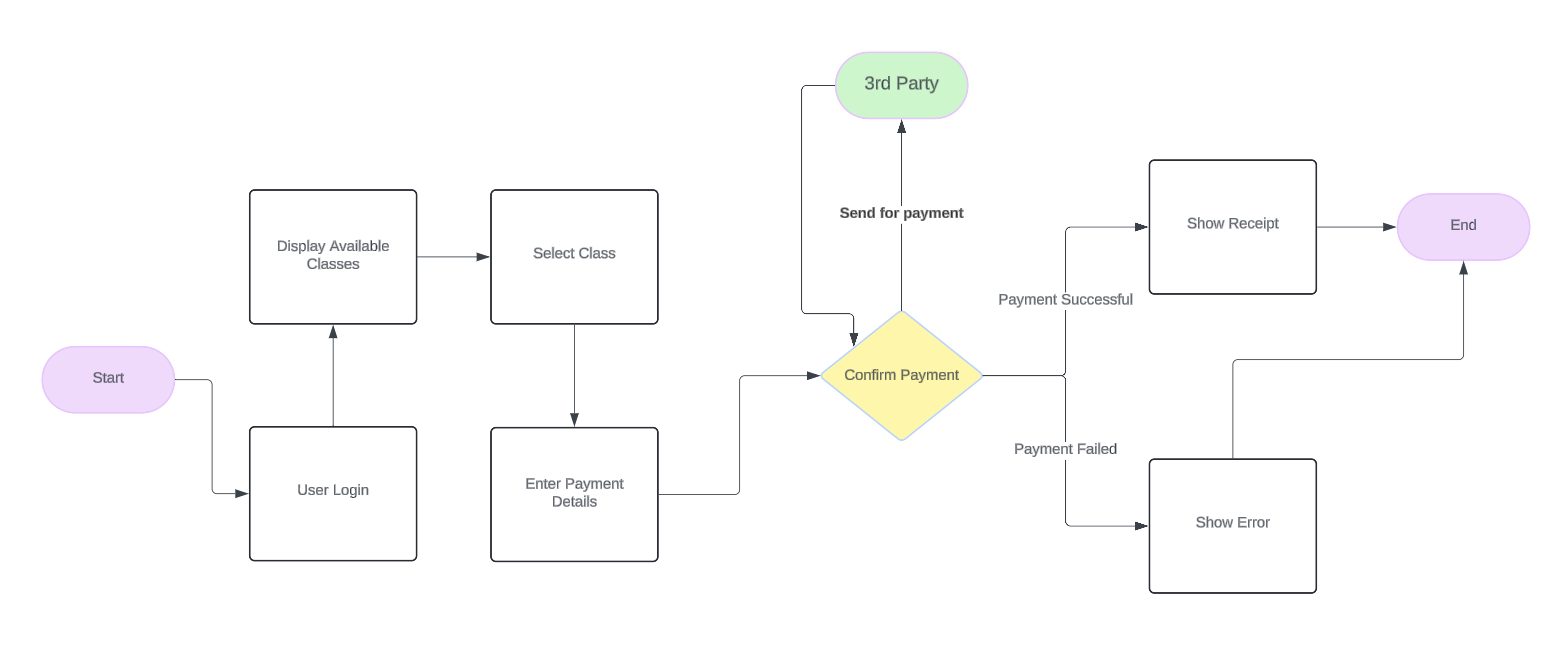 Start
User Login
Display Available
Classes
Select Class
Enter Payment
Details
Confirm Payment
Send for payment
3rd Party
Payment Successful
Show Receipt
Payment Failed
Show Error
End